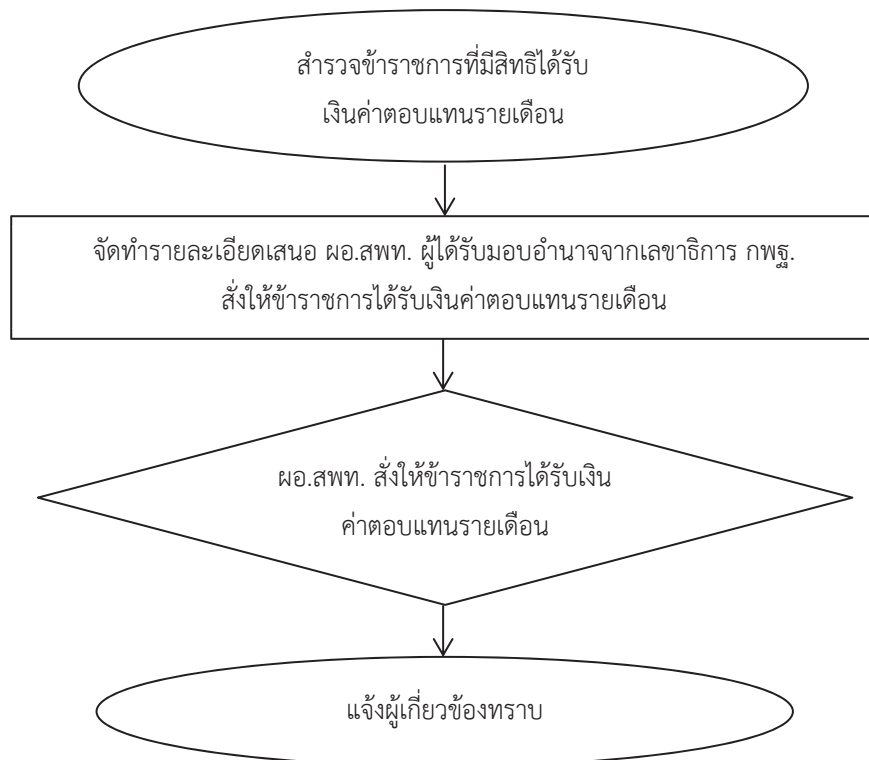 สำรวจข้าราชการที่มีสิทธิได้รับ
เงินค่าตอบแทนรายเดือน
จัดทำรายละเอียดเสนอ ผอ.สพท. ผู้ได้รับมอบอำนาจจากเลขาธิการ กพฐ.
สั่งให้ข้าราชการได้รับเงินค่าตอบแทนรายเดือน
ผอ.สพท. สั่งให้ข้าราชการได้รับเงิน
ค่าตอบแทนรายเดือน
แจ้งผู้เกี่ยวข้องทราบ